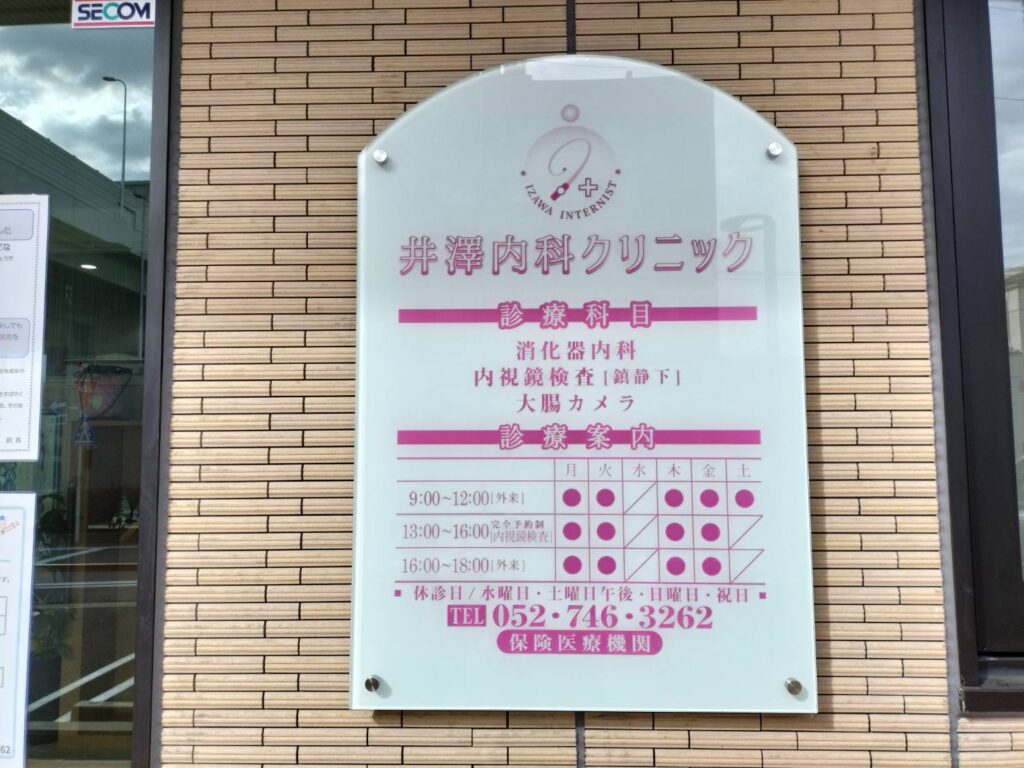 SECOM
IZAWA INTERNIST
井澤内科クリニック
診療科目
消化器内科
内視鏡検査[鎮静下]
大腸カメラ
診療案内
月 火 水 木 金 土
9:00~12:00[外来] ● ● ／ ● ● ●
13:00~16:00 完全予約制[内視鏡検査] ● ● ／ ● ● ／
16:00~18:00[外来] ● ● ／ ● ● ／
▪ 休診日/水曜日・土曜日午後・日曜日・祝日 ▪
TEL 052・746・3262
保険医療機関